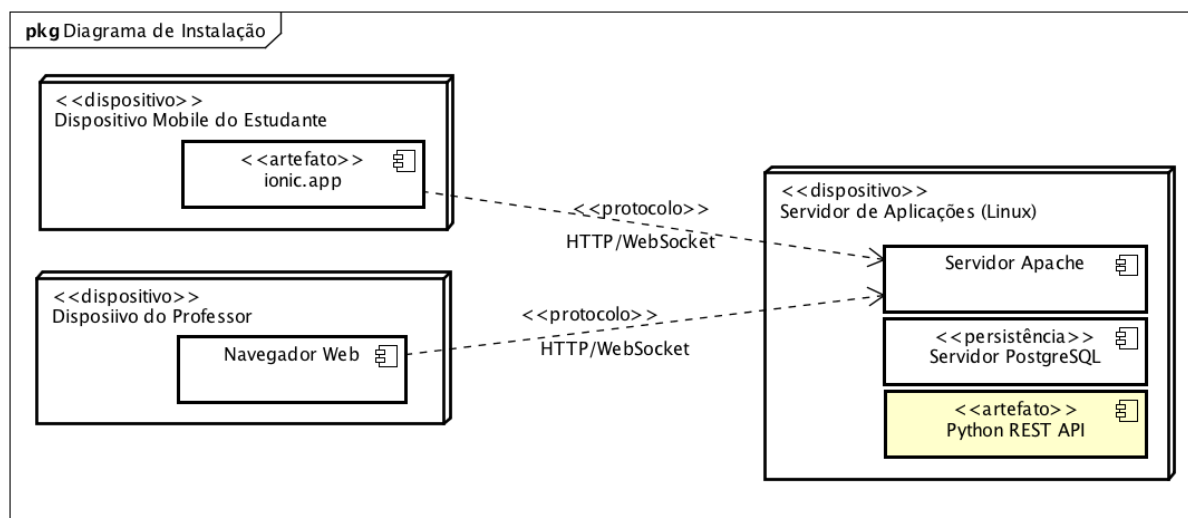 pkg Diagrama de Instalação
<<dispositivo>>
Dispositivo Mobile do Estudante
<<artefato>>
ionic.app
<<protocolo>>
HTTP/WebSocket
<<dispositivo>>
Disposiivo do Professor
Navegador Web
<<protocolo>>
HTTP/WebSocket
<<dispositivo>>
Servidor de Aplicações (Linux)
Servidor Apache
<<persistência>>
Servidor PostgreSQL
<<artefato>>
Python REST API